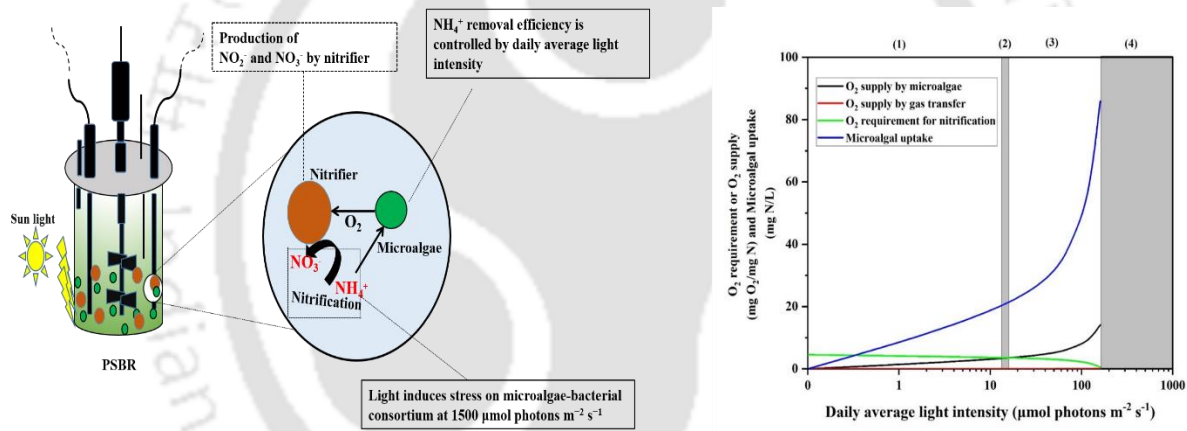 Production of
NO₂⁻ and NO₃⁻ by nitrifier
NH₄⁺ removal efficiency is
controlled by daily average light
intensity
Sun light
PSBR
Nitrifier
O₂
Microalgae
NO₃⁻
NH₄⁺
Nitrification
Light induces stress on microalgae-bacterial
consortium at 1500 µmol photons m⁻² s⁻¹
(1)
(2)
(3)
(4)
O₂ supply by microalgae
O₂ supply by gas transfer
O₂ requirement for nitrification
Microalgal uptake
O₂ requirement or O₂ supply
(mg O₂/mg N) and Microalgal uptake
(mg N/L)
100
80
60
40
20
0
0
1
10
100
1000
Daily average light intensity (µmol photons m⁻² s⁻¹)